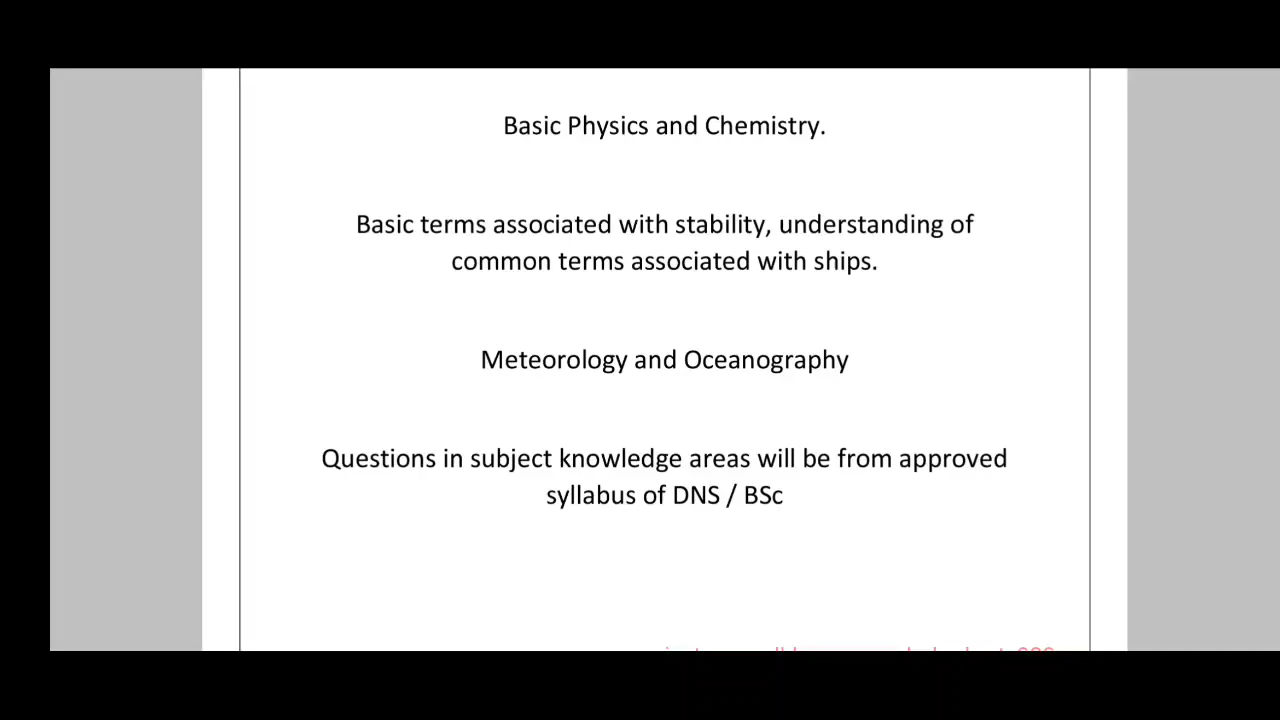 Basic Physics and Chemistry.
Basic terms associated with stability, understanding of
common terms associated with ships.
Meteorology and Oceanography
Questions in subject knowledge areas will be from approved
syllabus of DNS / BSc